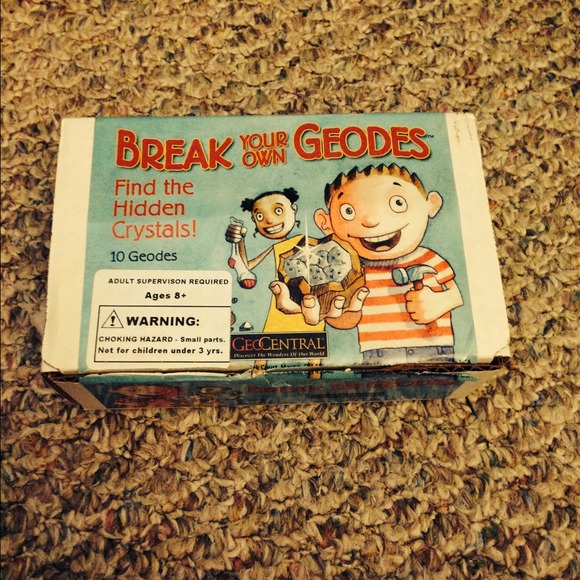 BREAK YOUR OWN GEODES™
Find the
Hidden
Crystals!
10 Geodes
ADULT SUPERVISON REQUIRED
Ages 8+
WARNING:
CHOKING HAZARD - Small parts.
Not for children under 3 yrs.
GEOCENTRAL
Discover The Wonders Of Our World